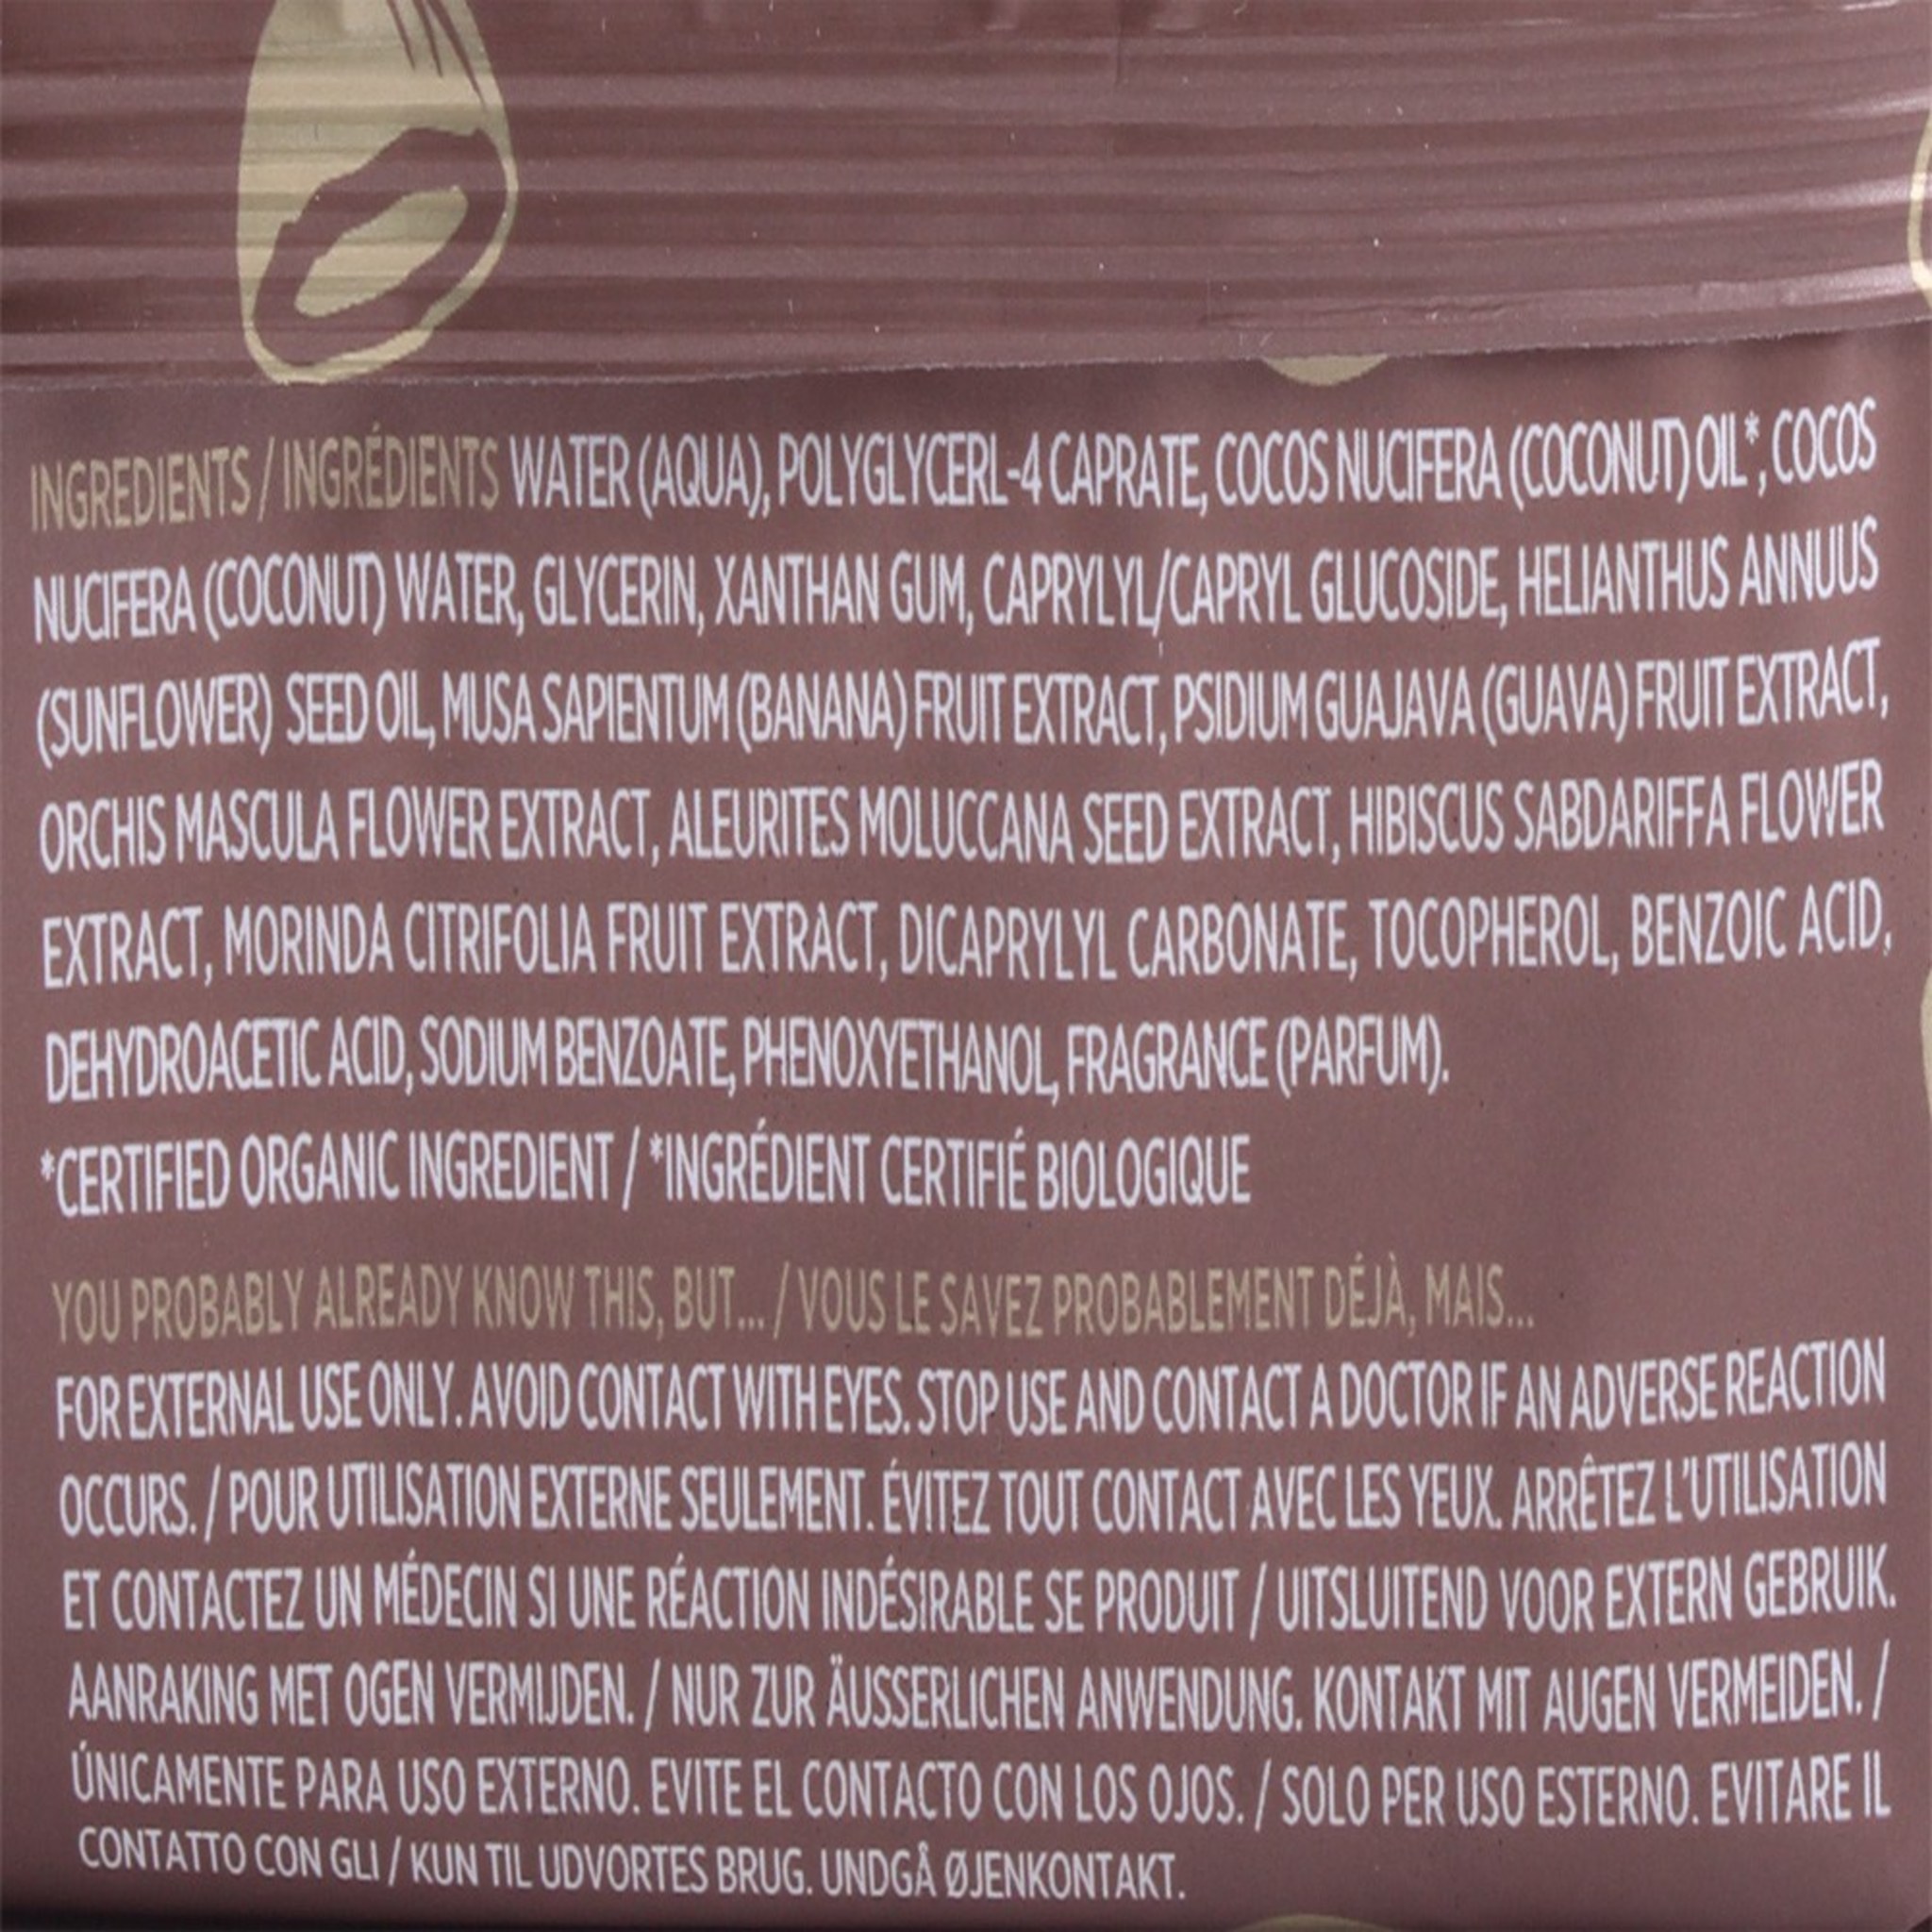 INGREDIENTS / INGRÉDIENTS WATER (AQUA), POLYGLYCERL-4 CAPRATE, COCOS NUCIFERA (COCONUT) OIL*, COCOS
NUCIFERA (COCONUT) WATER, GLYCERIN, XANTHAN GUM, CAPRYLYL/CAPRYL GLUCOSIDE, HELIANTHUS ANNUUS
(SUNFLOWER) SEED OIL, MUSA SAPIENTUM (BANANA) FRUIT EXTRACT, PSIDIUM GUAJAVA (GUAVA) FRUIT EXTRACT,
ORCHIS MASCULA FLOWER EXTRACT, ALEURITES MOLUCCANA SEED EXTRACT, HIBISCUS SABDARIFFA FLOWER
EXTRACT, MORINDA CITRIFOLIA FRUIT EXTRACT, DICAPRYLYL CARBONATE, TOCOPHEROL, BENZOIC ACID,
DEHYDROACETIC ACID, SODIUM BENZOATE, PHENOXYETHANOL, FRAGRANCE (PARFUM).
*CERTIFIED ORGANIC INGREDIENT / *INGRÉDIENT CERTIFIÉ BIOLOGIQUE
YOU PROBABLY ALREADY KNOW THIS, BUT... / VOUS LE SAVEZ PROBABLEMENT DÉJÀ, MAIS...
FOR EXTERNAL USE ONLY. AVOID CONTACT WITH EYES. STOP USE AND CONTACT A DOCTOR IF AN ADVERSE REACTION
OCCURS. / POUR UTILISATION EXTERNE SEULEMENT. ÉVITEZ TOUT CONTACT AVEC LES YEUX. ARRÊTEZ L'UTILISATION
ET CONTACTEZ UN MÉDECIN SI UNE RÉACTION INDÉSIRABLE SE PRODUIT / UITSLUITEND VOOR EXTERN GEBRUIK.
AANRAKING MET OGEN VERMIJDEN. / NUR ZUR ÄUSSERLICHEN ANWENDUNG. KONTAKT MIT AUGEN VERMEIDEN. /
ÚNICAMENTE PARA USO EXTERNO. EVITE EL CONTACTO CON LOS OJOS. / SOLO PER USO ESTERNO. EVITARE IL
CONTATTO CON GLI / KUN TIL UDVORTES BRUG. UNDGÅ ØJENKONTAKT.